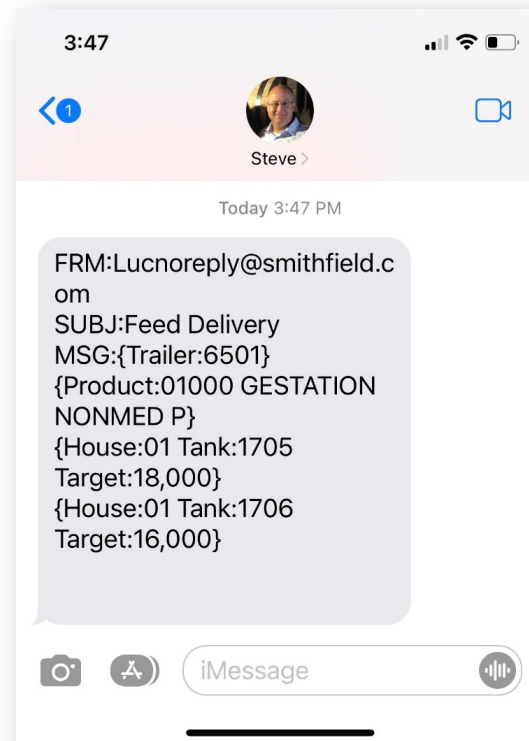 3:47
1
Steve
Today 3:47 PM
FRM:Lucnoreply@smithfield.c
om
SUBJ:Feed Delivery
MSG:{Trailer:6501}
{Product:01000 GESTATION
NONMED P}
{House:01 Tank:1705
Target:18,000}
{House:01 Tank:1706
Target:16,000}
iMessage